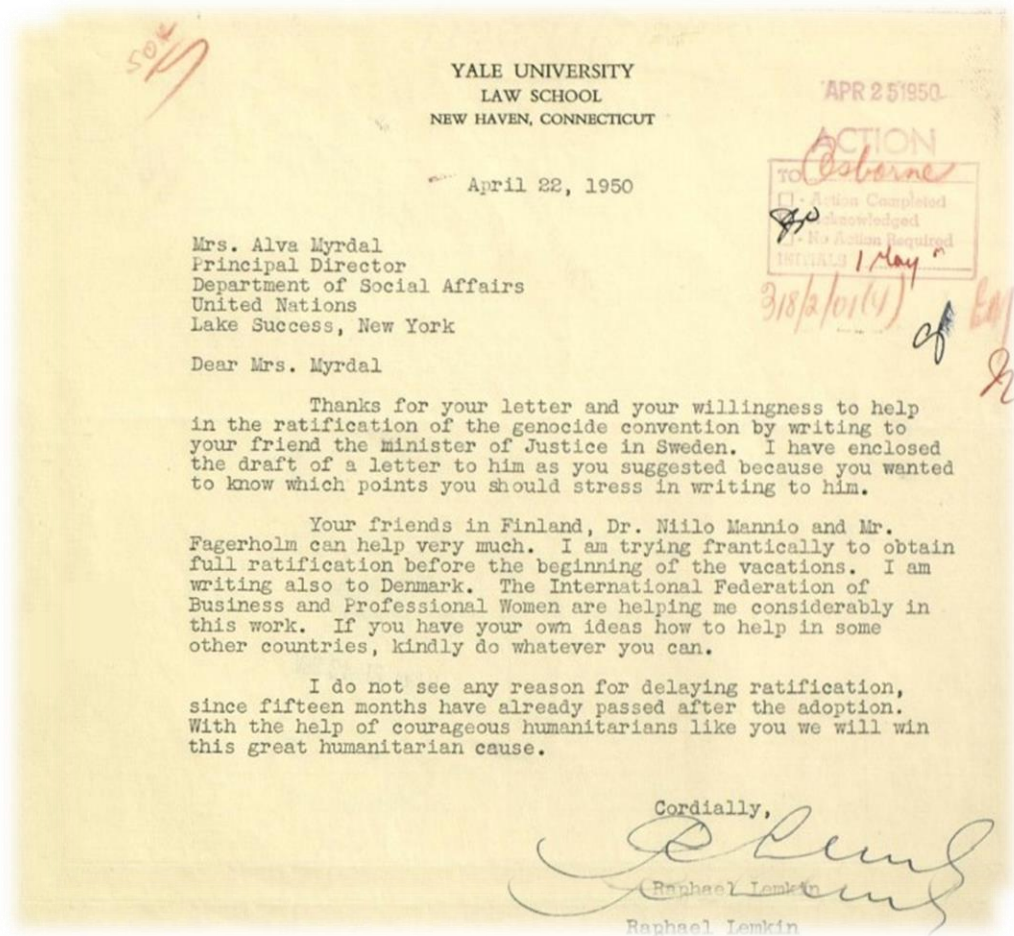 YALE UNIVERSITY
LAW SCHOOL
NEW HAVEN, CONNECTICUT
APR 25 1950
ACTION
TO Osborne
- Action Completed
Acknowledged
- No Action Required
INITIALS 1 May
318/2/01(4)
April 22, 1950
Mrs. Alva Myrdal
Principal Director
Department of Social Affairs
United Nations
Lake Success, New York
Dear Mrs. Myrdal
Thanks for your letter and your willingness to help
in the ratification of the genocide convention by writing to
your friend the minister of Justice in Sweden. I have enclosed
the draft of a letter to him as you suggested because you wanted
to know which points you should stress in writing to him.
Your friends in Finland, Dr. Niilo Mannio and Mr.
Fagerholm can help very much. I am trying frantically to obtain
full ratification before the beginning of the vacations. I am
writing also to Denmark. The International Federation of
Business and Professional Women are helping me considerably in
this work. If you have your own ideas how to help in some
other countries, kindly do whatever you can.
I do not see any reason for delaying ratification,
since fifteen months have already passed after the adoption.
With the help of courageous humanitarians like you we will win
this great humanitarian cause.
Cordially,
Raphael Lemkin
Raphael Lemkin